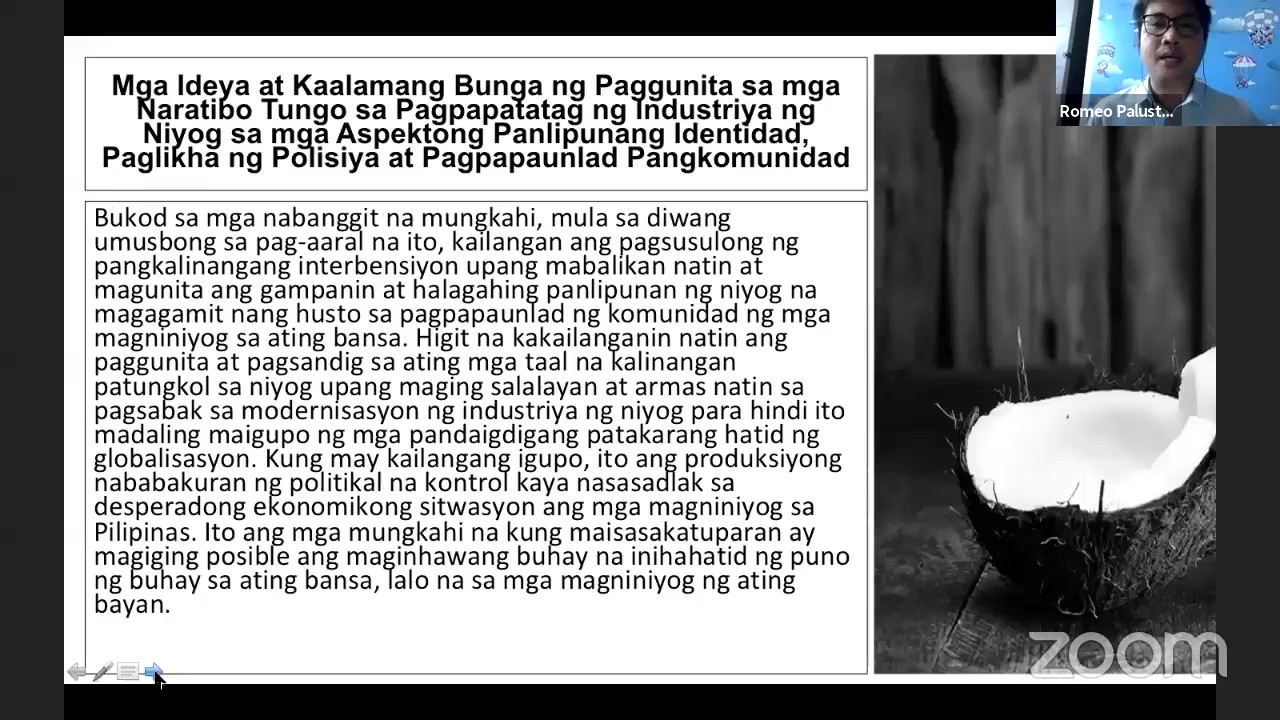 Mga Ideya at Kaalamang Bunga ng Paggunita sa mga
Naratibo Tungo sa Pagpapatatag ng Industriya ng
Niyog sa mga Aspektong Panlipunang Identidad,
Paglikha ng Polisiya at Pagpapaunlad Pangkomunidad
Romeo Palust...
Bukod sa mga nabanggit na mungkahi, mula sa diwang
umusbong sa pag-aaral na ito, kailangan ang pagsusulong ng
pangkalinangang interbensiyon upang mabalikan natin at
magunita ang gampanin at halagahing panlipunan ng niyog na
magagamit nang husto sa pagpapaunlad ng komunidad ng mga
magniniyog sa ating bansa. Higit na kakailanganin natin ang
paggunita at pagsandig sa ating mga taal na kalinangan
patungkol sa niyog upang maging salalayan at armas natin sa
pagsabak sa modernisasyon ng industriya ng niyog para hindi ito
madaling maigupo ng mga pandaigdigang patakarang hatid ng
globalisasyon. Kung may kailangang igupo, ito ang produksiyong
nababakuran ng politikal na kontrol kaya nasasadlak sa
desperadong ekonomikong sitwasyon ang mga magniniyog sa
Pilipinas. Ito ang mga mungkahi na kung maisasakatuparan ay
magiging posible ang maginhawang buhay na inihahatid ng puno
ng buhay sa ating bansa, lalo na sa mga magniniyog ng ating
bayan.
zoom